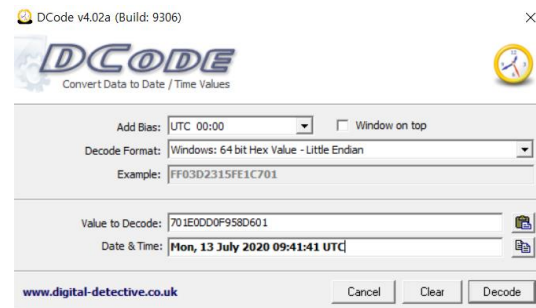 DCode v4.02a (Build: 9306)
DCODE
Convert Data to Date / Time Values
Add Bias: UTC 00:00 Window on top
Decode Format: Windows: 64 bit Hex Value - Little Endian
Example: FF03D2315FE1C701
Value to Decode: 701E0DD0F958D601
Date & Time: Mon, 13 July 2020 09:41:41 UTC
www.digital-detective.co.uk Cancel Clear Decode